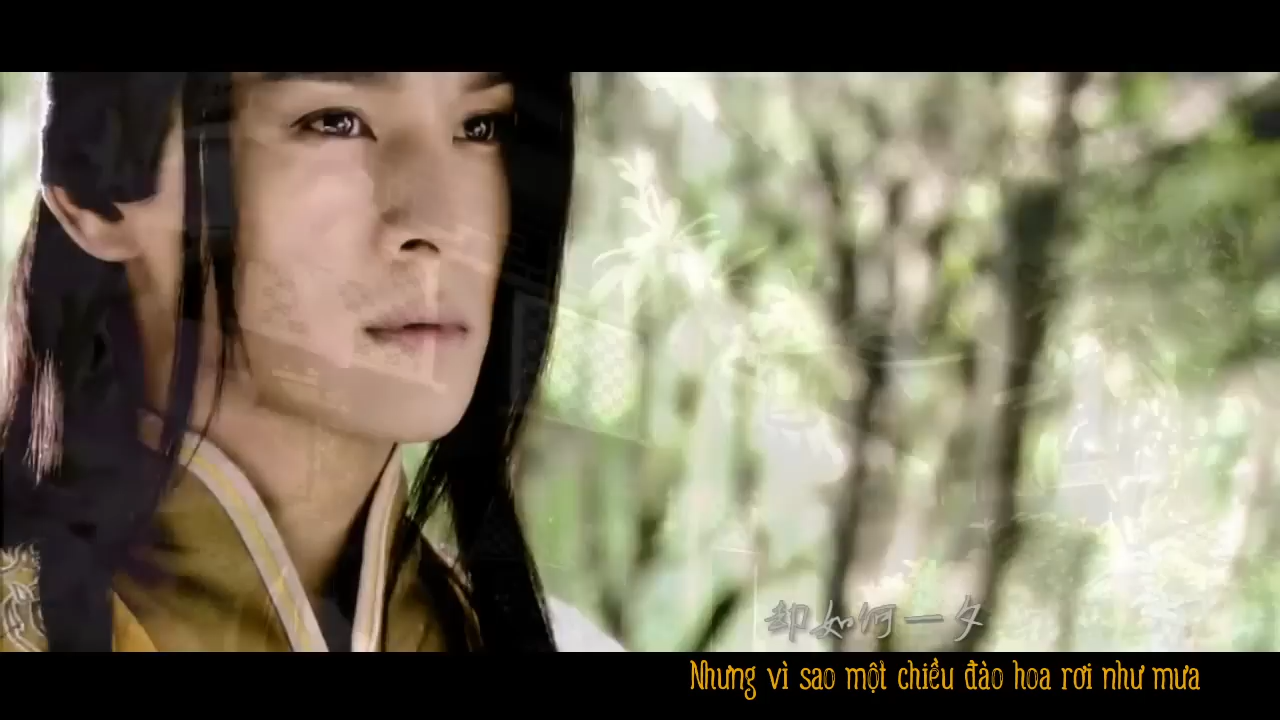 却如何一夕
Nhưng vì sao một chiều đào hoa rơi như mưa